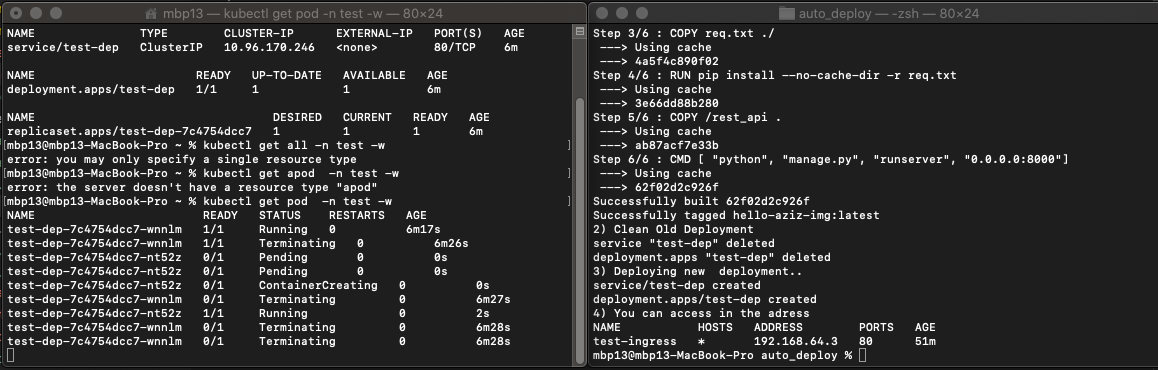 mbp13 — kubectl get pod -n test -w — 80×24
NAME TYPE CLUSTER-IP EXTERNAL-IP PORT(S) AGE
service/test-dep ClusterIP 10.96.170.246 <none> 80/TCP 6m
NAME READY UP-TO-DATE AVAILABLE AGE
deployment.apps/test-dep 1/1 1 1 6m
NAME DESIRED CURRENT READY AGE
replicaset.apps/test-dep-7c4754dcc7 1 1 1 6m
[mbp13@mbp13-MacBook-Pro ~ % kubectl get all -n test -w ]
error: you may only specify a single resource type
[mbp13@mbp13-MacBook-Pro ~ % kubectl get apod  -n test -w ]
error: the server doesn't have a resource type "apod"
[mbp13@mbp13-MacBook-Pro ~ % kubectl get pod  -n test -w ]
NAME READY STATUS RESTARTS AGE
test-dep-7c4754dcc7-wnnlm 1/1 Running 0 6m17s
test-dep-7c4754dcc7-wnnlm 1/1 Terminating 0 6m26s
test-dep-7c4754dcc7-nt52z 0/1 Pending 0 0s
test-dep-7c4754dcc7-nt52z 0/1 Pending 0 0s
test-dep-7c4754dcc7-nt52z 0/1 ContainerCreating 0 0s
test-dep-7c4754dcc7-wnnlm 0/1 Terminating 0 6m27s
test-dep-7c4754dcc7-nt52z 1/1 Running 0 2s
test-dep-7c4754dcc7-wnnlm 0/1 Terminating 0 6m28s
test-dep-7c4754dcc7-wnnlm 0/1 Terminating 0 6m28s
auto_deploy — -zsh — 80×24
Step 3/6 : COPY req.txt ./
 ---> Using cache
 ---> 4a5f4c890f02
Step 4/6 : RUN pip install --no-cache-dir -r req.txt
 ---> Using cache
 ---> 3e66dd88b280
Step 5/6 : COPY /rest_api .
 ---> Using cache
 ---> ab87acf7e33b
Step 6/6 : CMD [ "python", "manage.py", "runserver", "0.0.0.0:8000"]
 ---> Using cache
 ---> 62f02d2c926f
Successfully built 62f02d2c926f
Successfully tagged hello-aziz-img:latest
2) Clean Old Deployment
service "test-dep" deleted
deployment.apps "test-dep" deleted
3) Deploying new  deployment..
service/test-dep created
deployment.apps/test-dep created
4) You can access in the adress
NAME HOSTS ADDRESS PORTS AGE
test-ingress * 192.168.64.3 80 51m
mbp13@mbp13-MacBook-Pro auto_deploy %